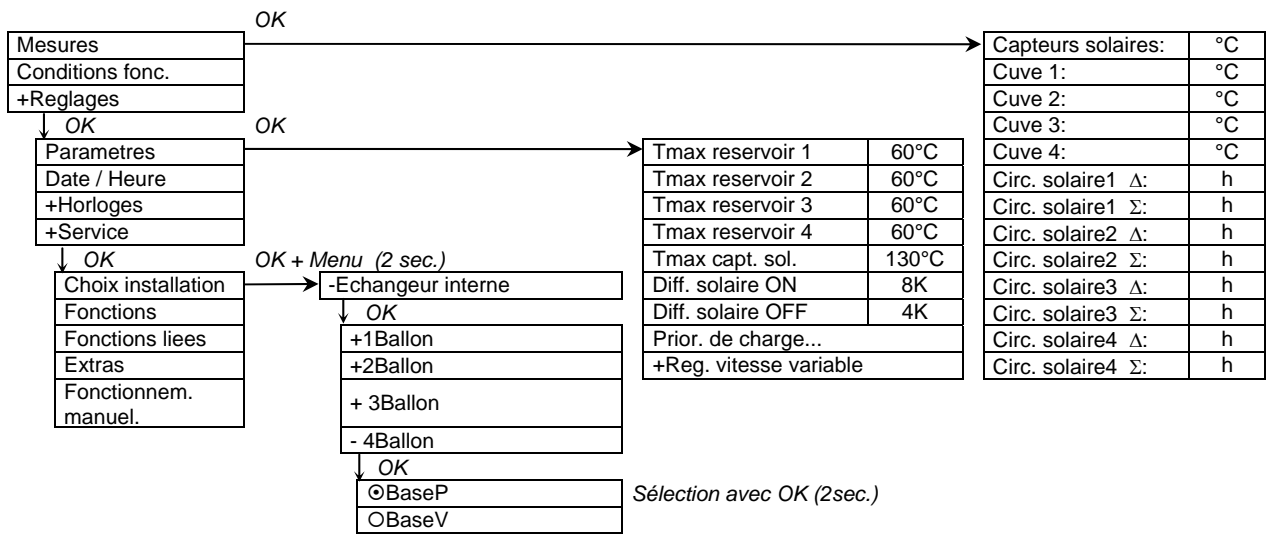 OK
Mesures
Conditions fonc.
+Reglages
OK
OK
Parametres
Date / Heure
+Horloges
+Service
OK
OK + Menu (2 sec.)
Choix installation
Fonctions
Fonctions liees
Extras
Fonctionnem.
manuel.
-Echangeur interne
OK
+1Ballon
+2Ballon
+ 3Ballon
- 4Ballon
OK
⊙BaseP
○BaseV
Sélection avec OK (2sec.)
Tmax reservoir 1 60°C
Tmax reservoir 2 60°C
Tmax reservoir 3 60°C
Tmax reservoir 4 60°C
Tmax capt. sol. 130°C
Diff. solaire ON 8K
Diff. solaire OFF 4K
Prior. de charge...
+Reg. vitesse variable
Capteurs solaires: °C
Cuve 1: °C
Cuve 2: °C
Cuve 3: °C
Cuve 4: °C
Circ. solaire1 Δ: h
Circ. solaire1 Σ: h
Circ. solaire2 Δ: h
Circ. solaire2 Σ: h
Circ. solaire3 Δ: h
Circ. solaire3 Σ: h
Circ. solaire4 Δ: h
Circ. solaire4 Σ: h